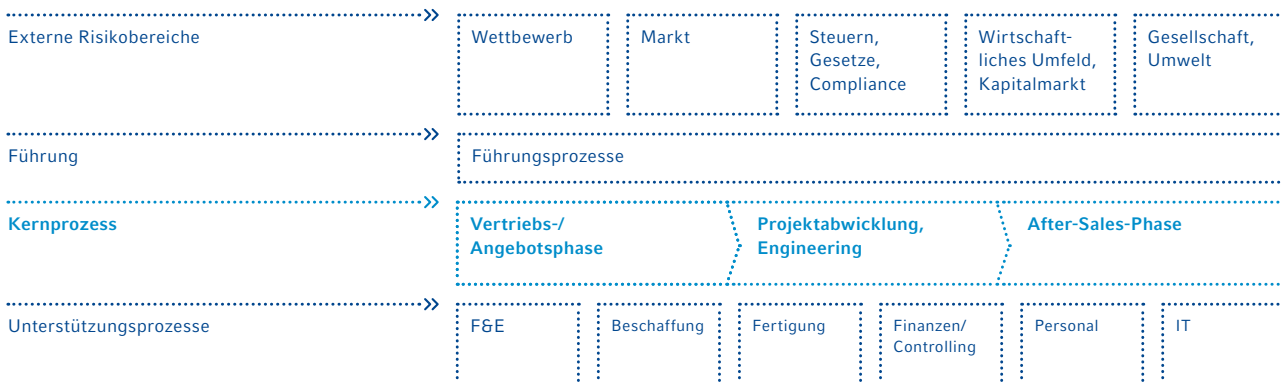 Externe Risikobereiche
Wettbewerb
Markt
Steuern,
Gesetze,
Compliance
Wirtschaft-
liches Umfeld,
Kapitalmarkt
Gesellschaft,
Umwelt
Führung
Führungsprozesse
Kernprozess
Vertriebs-/
Angebotsphase
Projektabwicklung,
Engineering
After-Sales-Phase
Unterstützungsprozesse
F&E
Beschaffung
Fertigung
Finanzen/
Controlling
Personal
IT